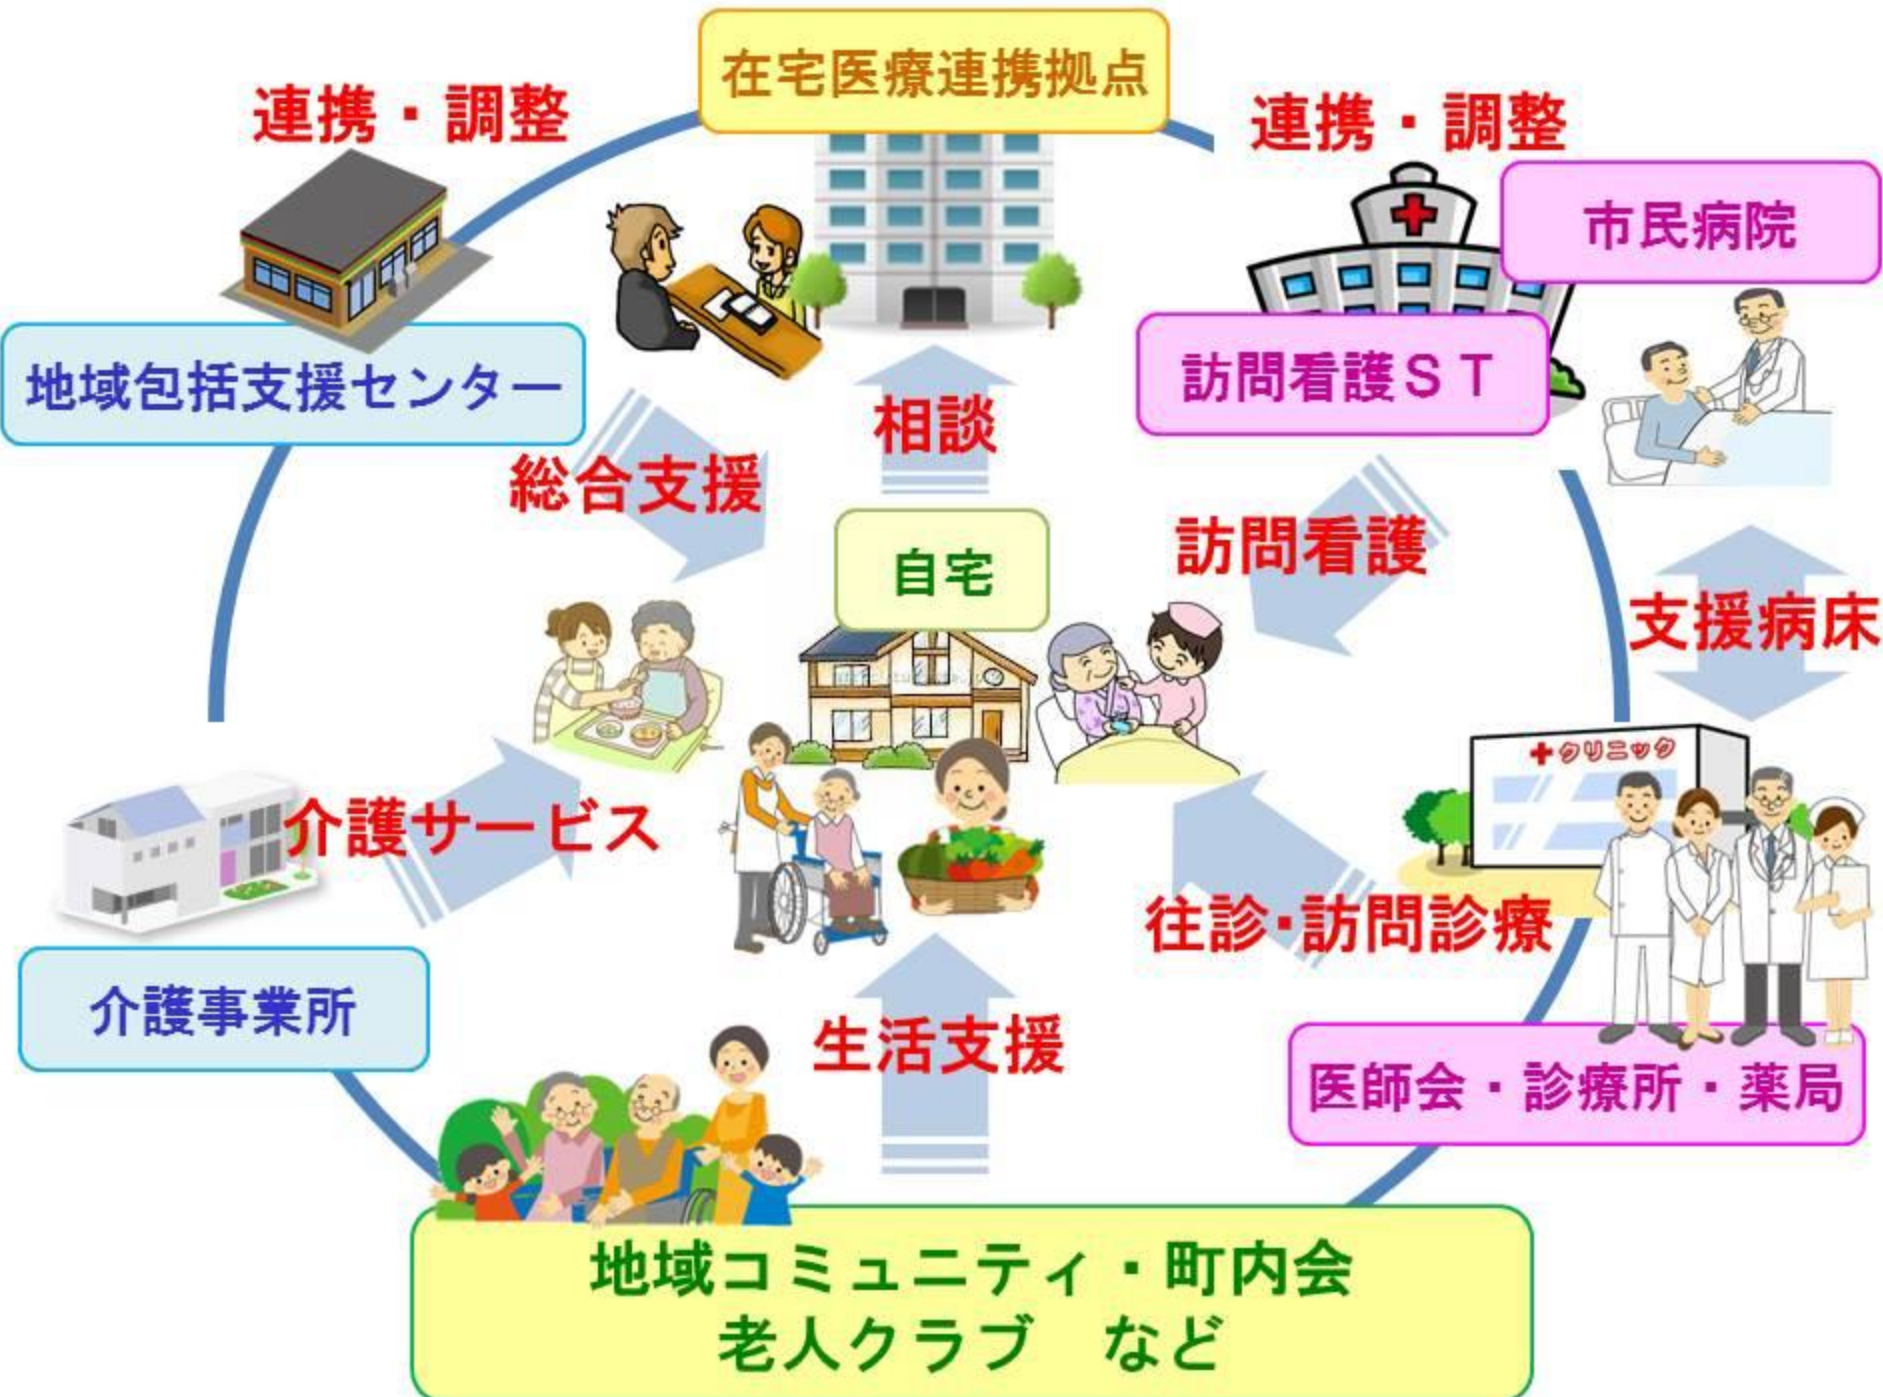 在宅医療連携拠点
連携・調整
連携・調整
市民病院
地域包括支援センター
訪問看護ＳＴ
相談
総合支援
訪問看護
自宅
支援病床
クリニック
介護サービス
往診・訪問診療
介護事業所
生活支援
医師会・診療所・薬局
地域コミュニティ・町内会
老人クラブ　など